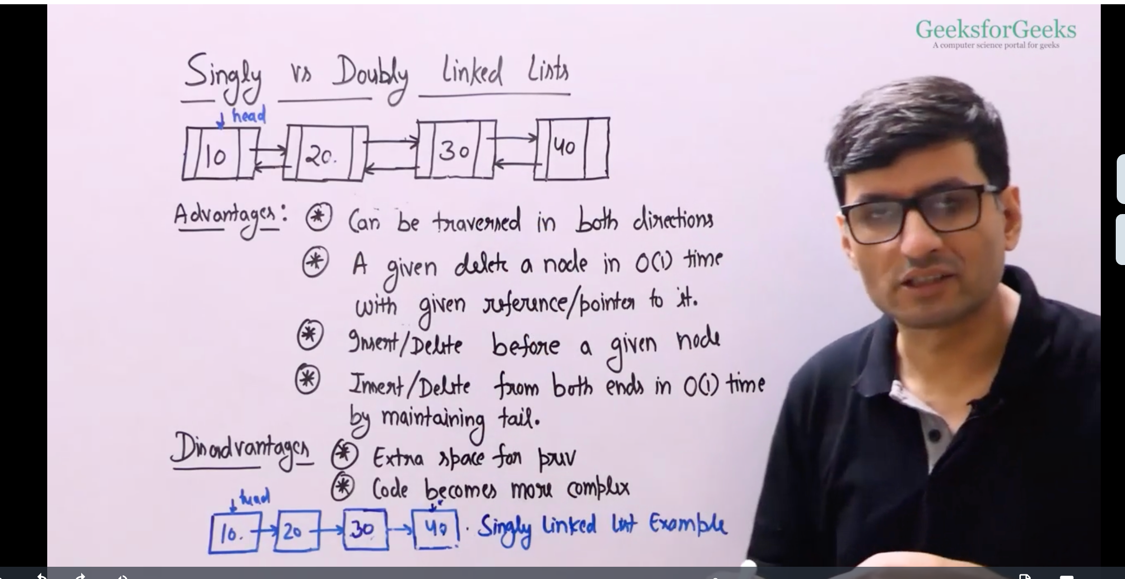 GeeksforGeeks
A computer science portal for geeks
Singly vs Doubly Linked Lists
head
10 20. 30 40
Advantages: * Can be traversed in both directions
* A given delete a node in O(1) time
with given reference/pointer to it.
* Insert/Delete before a given node
* Insert/Delete from both ends in O(1) time
by maintaining tail.
Disadvantages * Extra space for prev
* Code becomes more complex
head
10. 20 30 40 . Singly Linked List Example